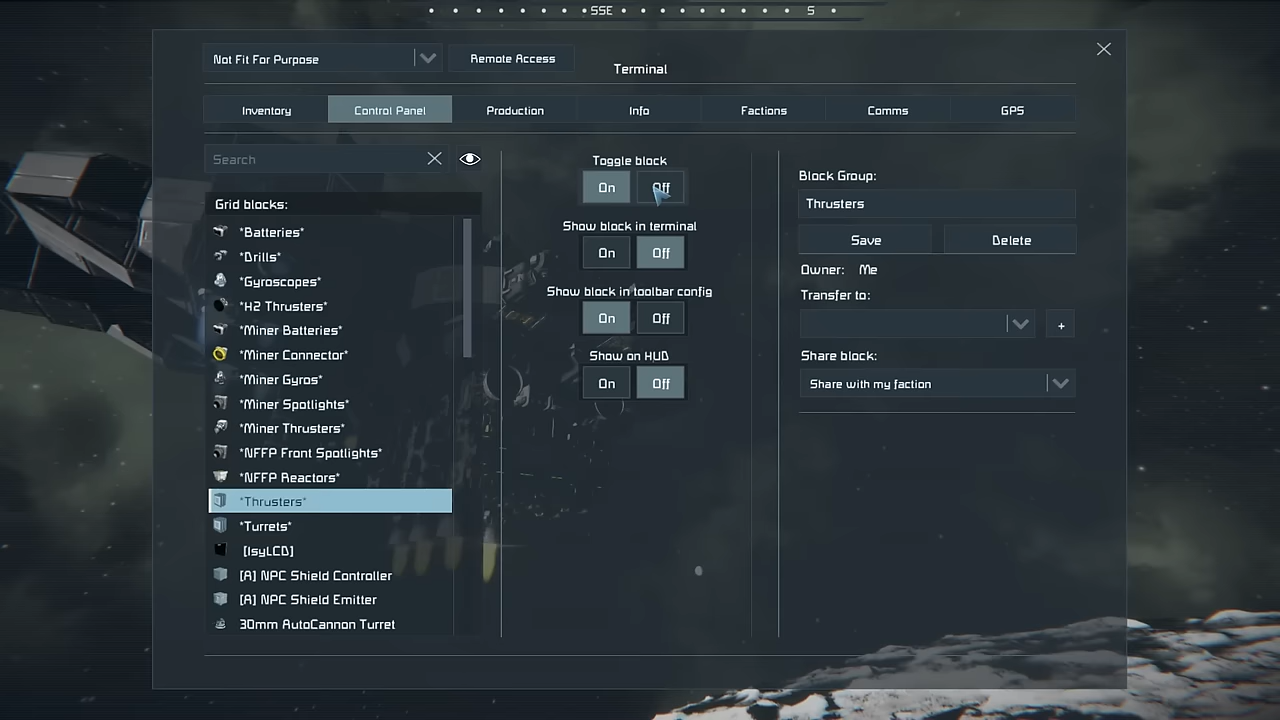 SSE S
Not Fit For Purpose Remote Access
Terminal
Inventory Control Panel Production Info Factions Comms GPS
Search
Grid blocks:
*Batteries*
*Drills*
*Gyroscopes*
*H2 Thrusters*
*Miner Batteries*
*Miner Connector*
*Miner Gyros*
*Miner Spotlights*
*Miner Thrusters*
*NFFP Front Spotlights*
*NFFP Reactors*
*Thrusters*
*Turrets*
[IsyLCD]
[A] NPC Shield Controller
[A] NPC Shield Emitter
30mm AutoCannon Turret
Toggle block
On Off
Show block in terminal
On Off
Show block in toolbar config
On Off
Show on HUD
On Off
Block Group:
Thrusters
Save Delete
Owner: Me
Transfer to:
+
Share block:
Share with my faction